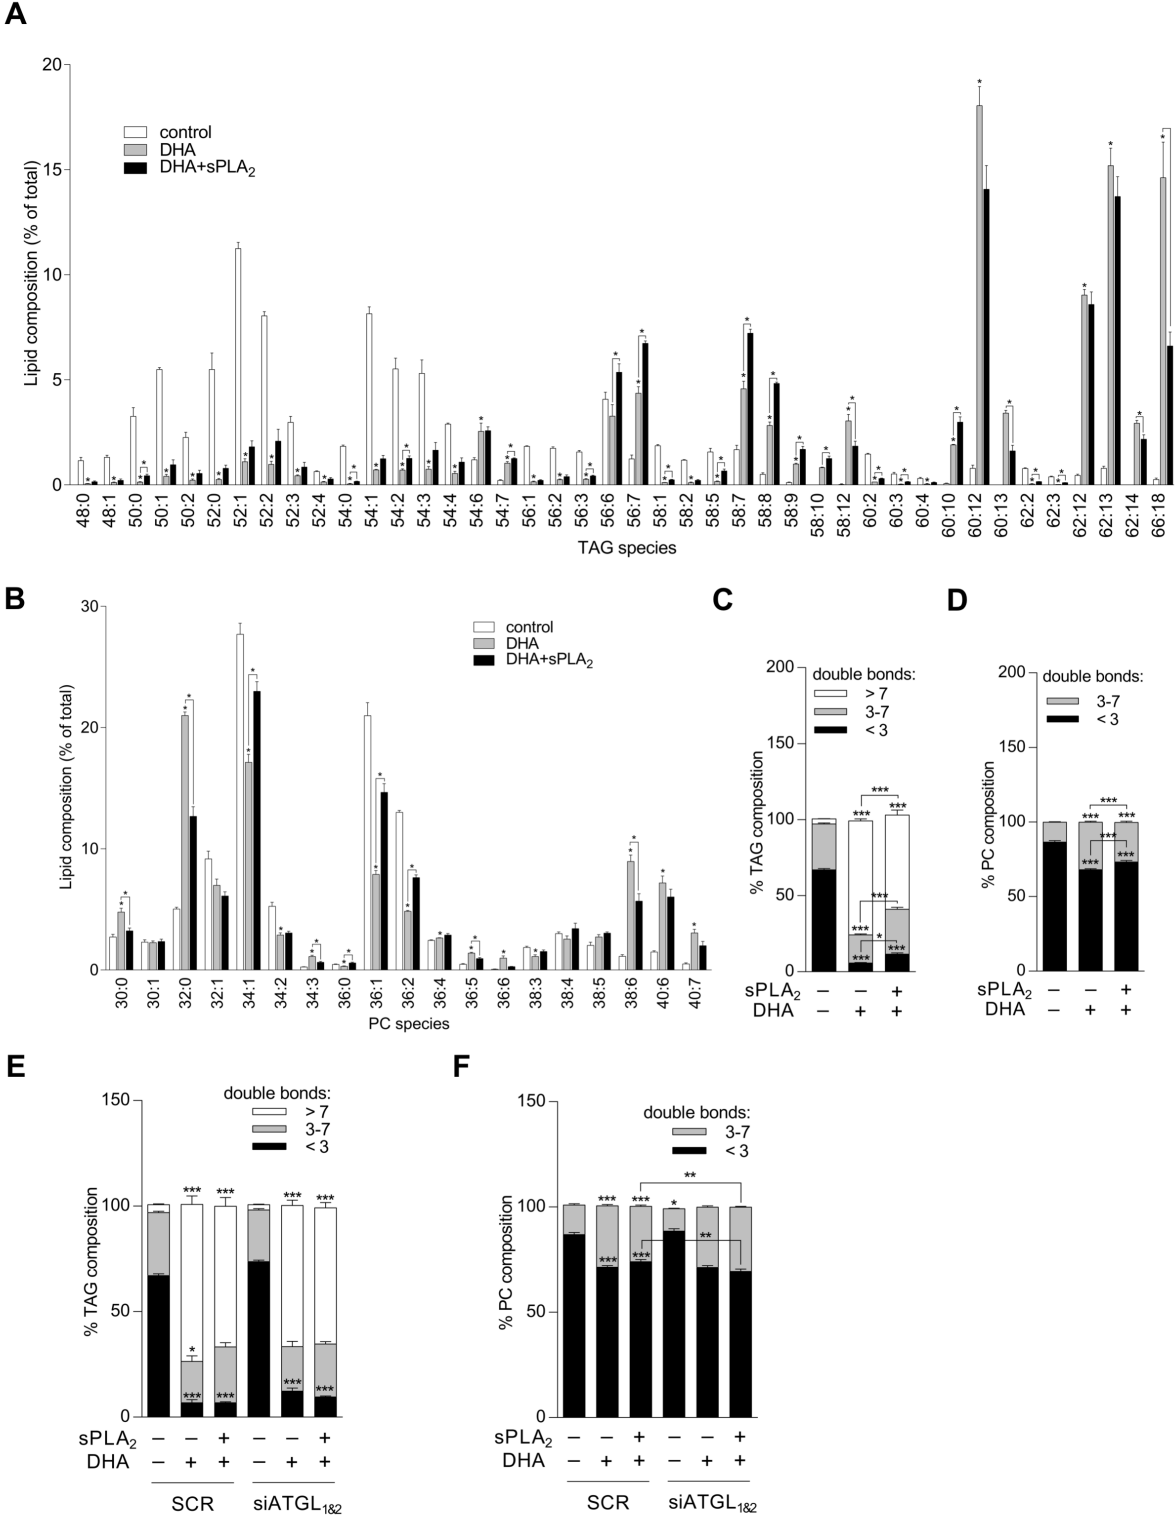 A
20
15
10
5
0
Lipid composition (% of total)
control
DHA
DHA+sPLA2
48:0 48:1 50:0 50:1 50:2 52:0 52:1 52:2 52:3 52:4 54:0 54:1 54:2 54:3 54:4 54:6 54:7 56:1 56:2 56:3 56:6 56:7 58:1 58:2 58:5 58:7 58:8 58:9 58:10 58:12 60:2 60:3 60:4 60:10 60:12 60:13 62:2 62:3 62:12 62:13 62:14 66:18
TAG species
B
30
20
10
0
Lipid composition (% of total)
control
DHA
DHA+sPLA2
30:0 30:1 32:0 32:1 34:1 34:2 34:3 36:0 36:1 36:2 36:4 36:5 36:6 38:3 38:4 38:5 38:6 40:6 40:7
PC species
C
200
150
100
50
0
% TAG composition
double bonds:
> 7
3-7
< 3
*** ***
***
***
***
*
*** ***
sPLA2 – – +
DHA – + +
D
200
150
100
50
0
% PC composition
double bonds:
3-7
< 3
***
*** ***
***
*** ***
sPLA2 – – +
DHA – + +
E
150
100
50
0
% TAG composition
double bonds:
> 7
3-7
< 3
*** *** *** ***
*
*** *** *** ***
sPLA2 – – + – – +
DHA – + + – + +
SCR siATGL1&2
F
150
100
50
0
% PC composition
double bonds:
3-7
< 3
**
*** *** *
**
*** ***
sPLA2 – – + – – +
DHA – + + – + +
SCR siATGL1&2